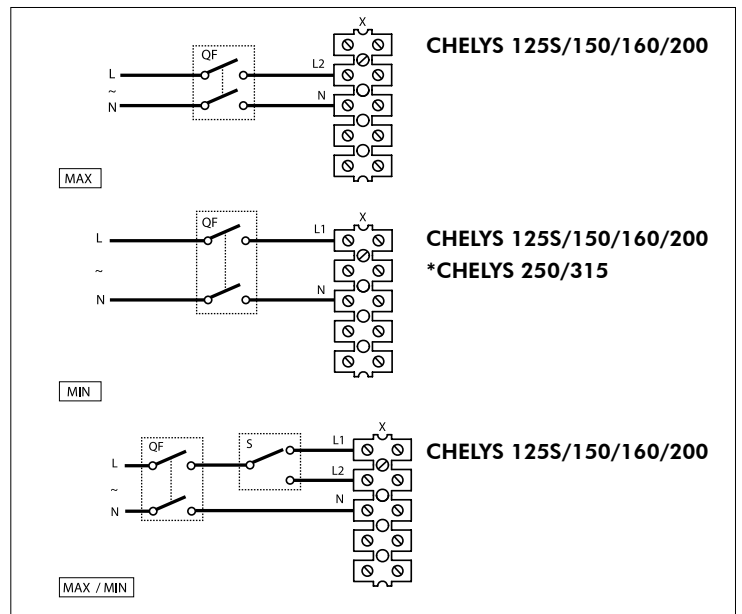 X
CHELYS 125S/150/160/200
QF
L2
L
~
N
N
MAX
X
QF
L1
CHELYS 125S/150/160/200
L
*CHELYS 250/315
~
N
N
MIN
X
QF
S
L1
CHELYS 125S/150/160/200
L
L2
~
N
N
MAX / MIN